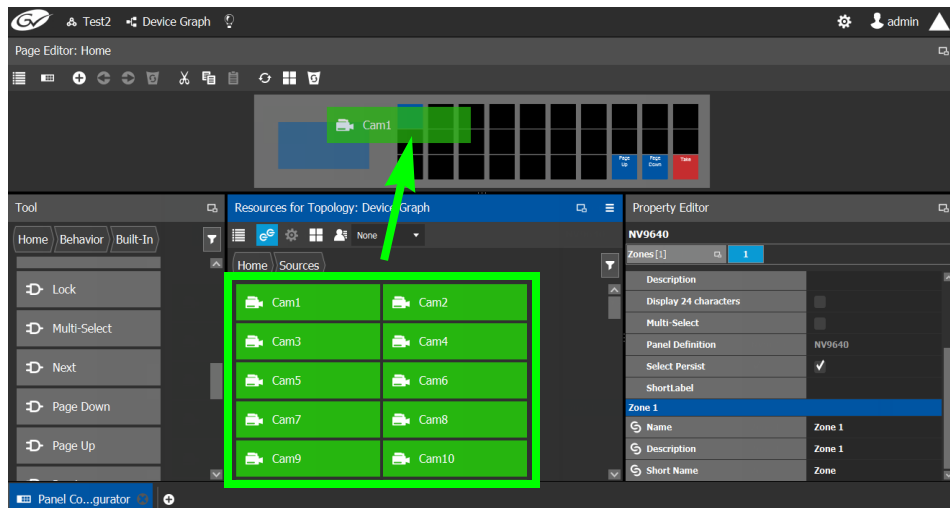 GV Test2 Device Graph admin
Page Editor: Home
Cam1
Page Up Page Down Take
Tool Resources for Topology: Device Graph Property Editor
Home Behavior Built-In None NV9640
Zones[1] 1
Home Sources
Description
Lock Cam1 Cam2 Display 24 characters
Multi-Select
Multi-Select Cam3 Cam4 Panel Definition NV9640
Next Cam5 Cam6 Select Persist
ShortLabel
Page Down Zone 1
Cam7 Cam8 Name Zone 1
Page Up Description Zone 1
Cam9 Cam10 Short Name Zone
Panel Co...gurator